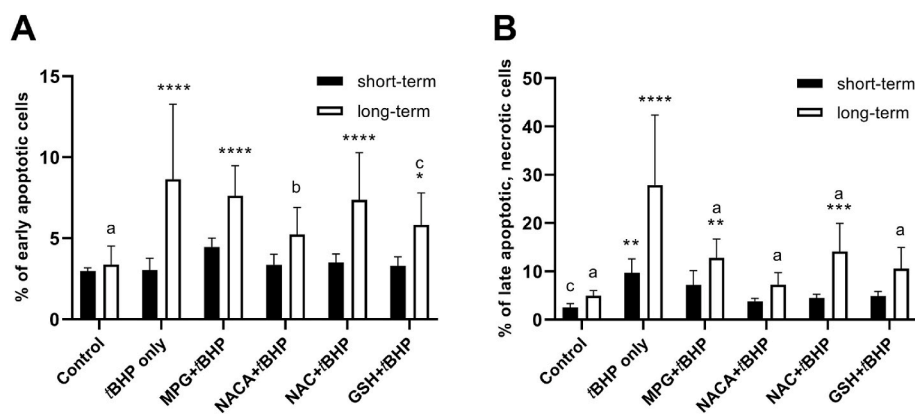 A
% of early apoptotic cells
15
10
5
0
short-term
long-term
a
****
****
b
****
c
*
Control
tBHP only
MPG+tBHP
NACA+tBHP
NAC+tBHP
GSH+tBHP
B
% of late apoptotic, necrotic cells
50
40
30
20
10
0
short-term
long-term
c
a
**
****
a
**
a
a
***
a
Control
tBHP only
MPG+tBHP
NACA+tBHP
NAC+tBHP
GSH+tBHP